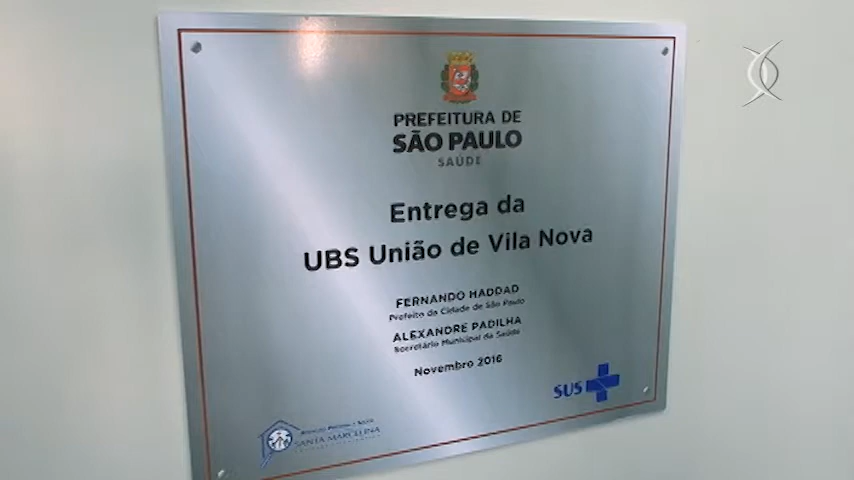 PREFEITURA DE
SÃO PAULO
SAÚDE
Entrega da
UBS União de Vila Nova
FERNANDO HADDAD
Prefeito da Cidade de São Paulo
ALEXANDRE PADILHA
Secretário Municipal da Saúde
Novembro 2016
SUS
SANTA MARCELINA